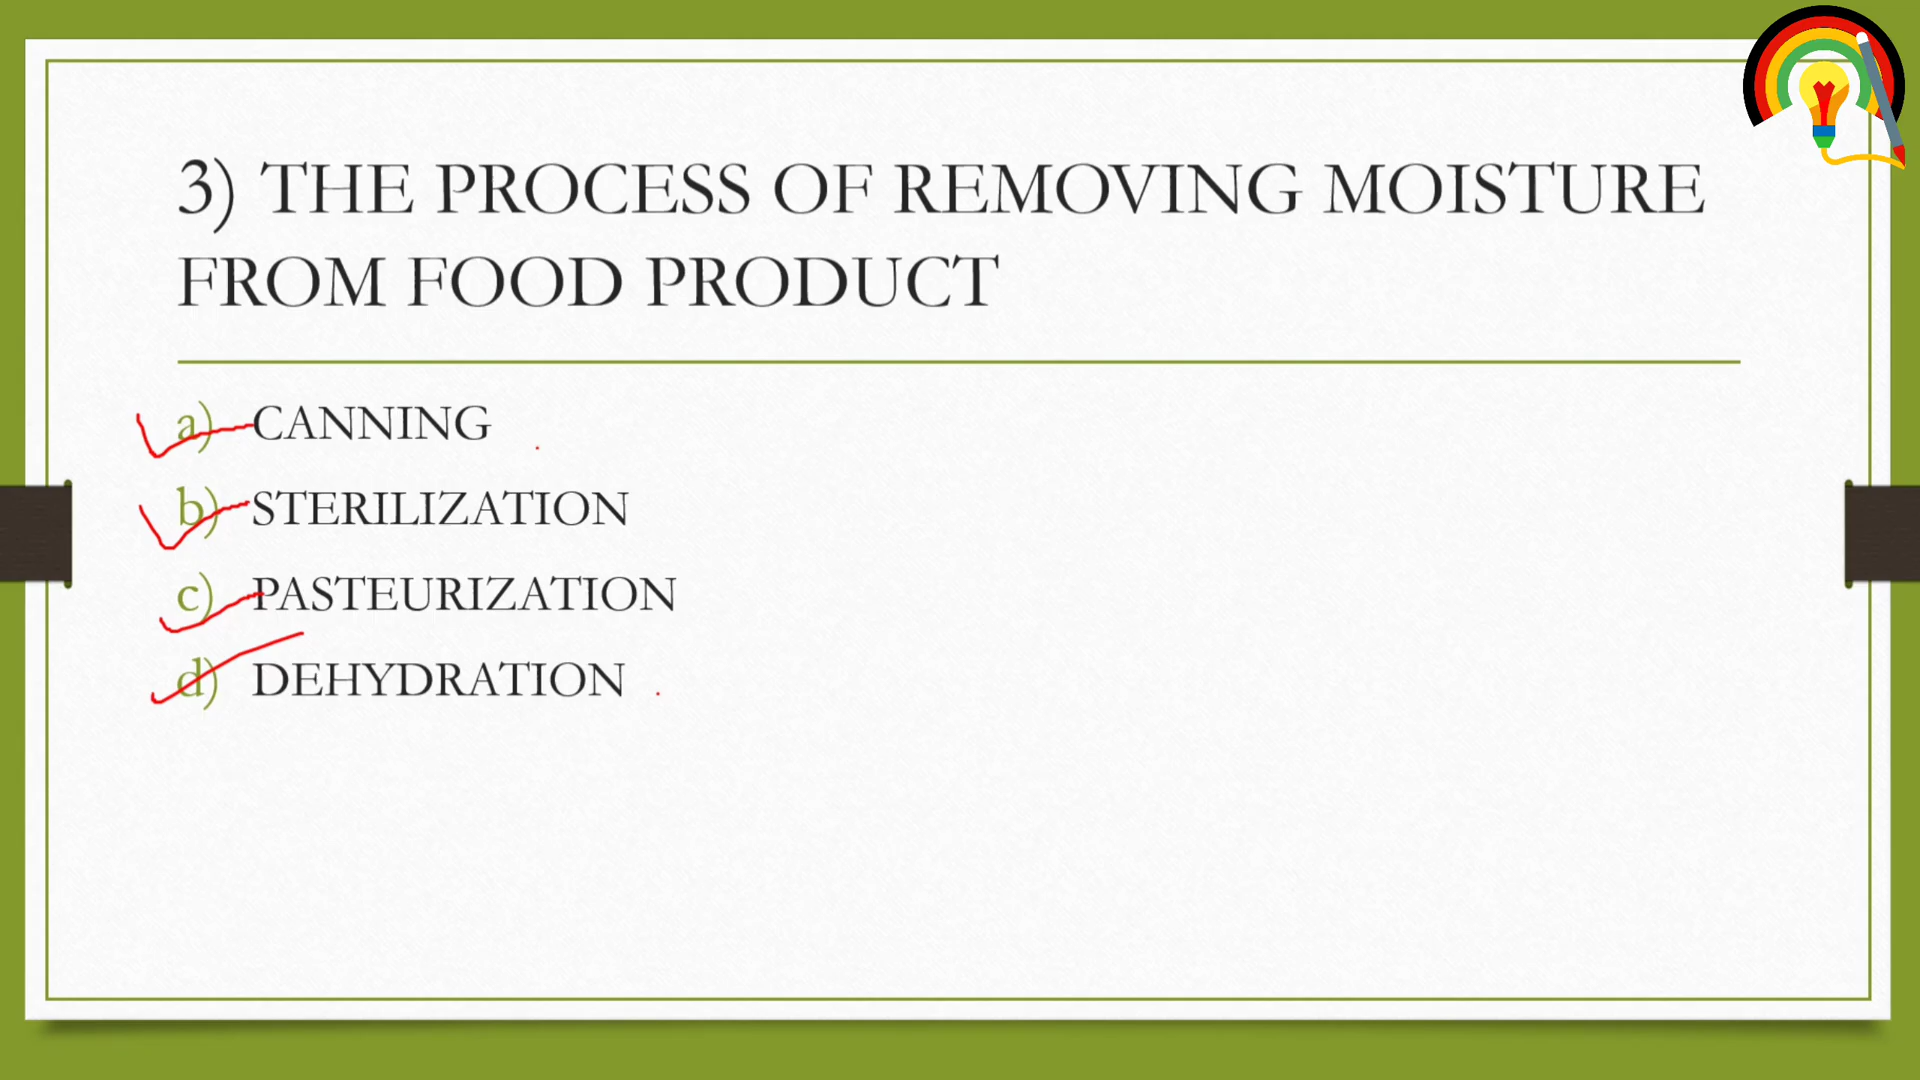 3) THE PROCESS OF REMOVING MOISTURE
FROM FOOD PRODUCT
a) CANNING
b) STERILIZATION
c) PASTEURIZATION
d) DEHYDRATION